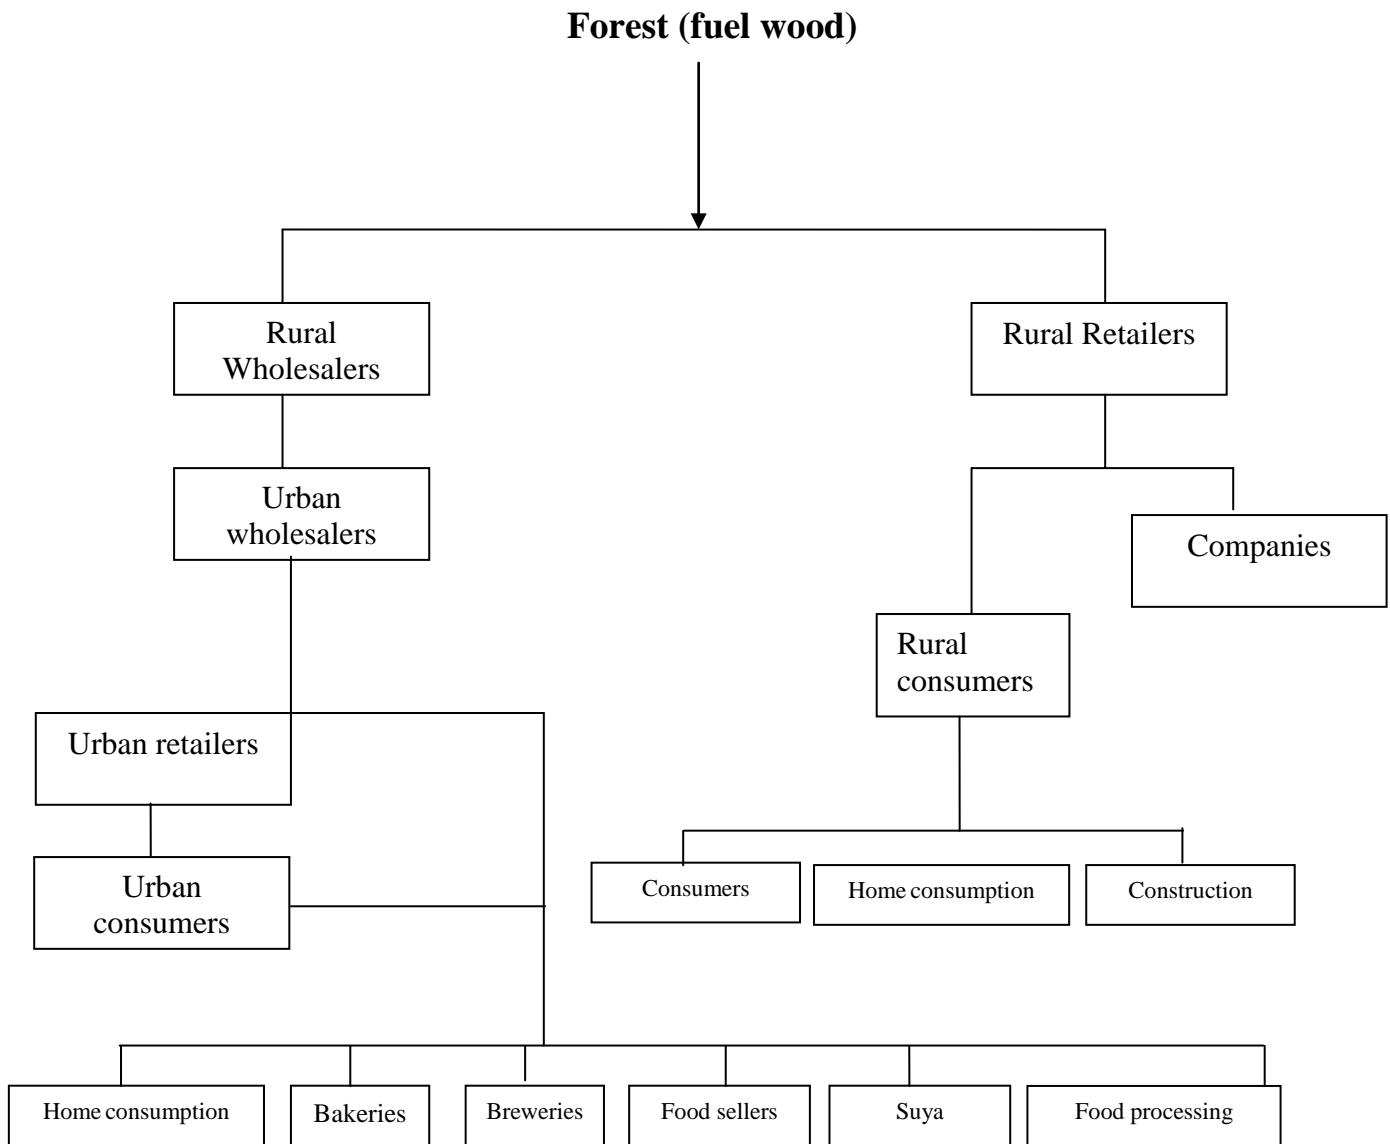 Forest (fuel wood)
Rural
Wholesalers
Rural Retailers
Urban
wholesalers
Companies
Rural
consumers
Urban retailers
Urban
consumers
Consumers
Home consumption
Construction
Home consumption
Bakeries
Breweries
Food sellers
Suya
Food processing